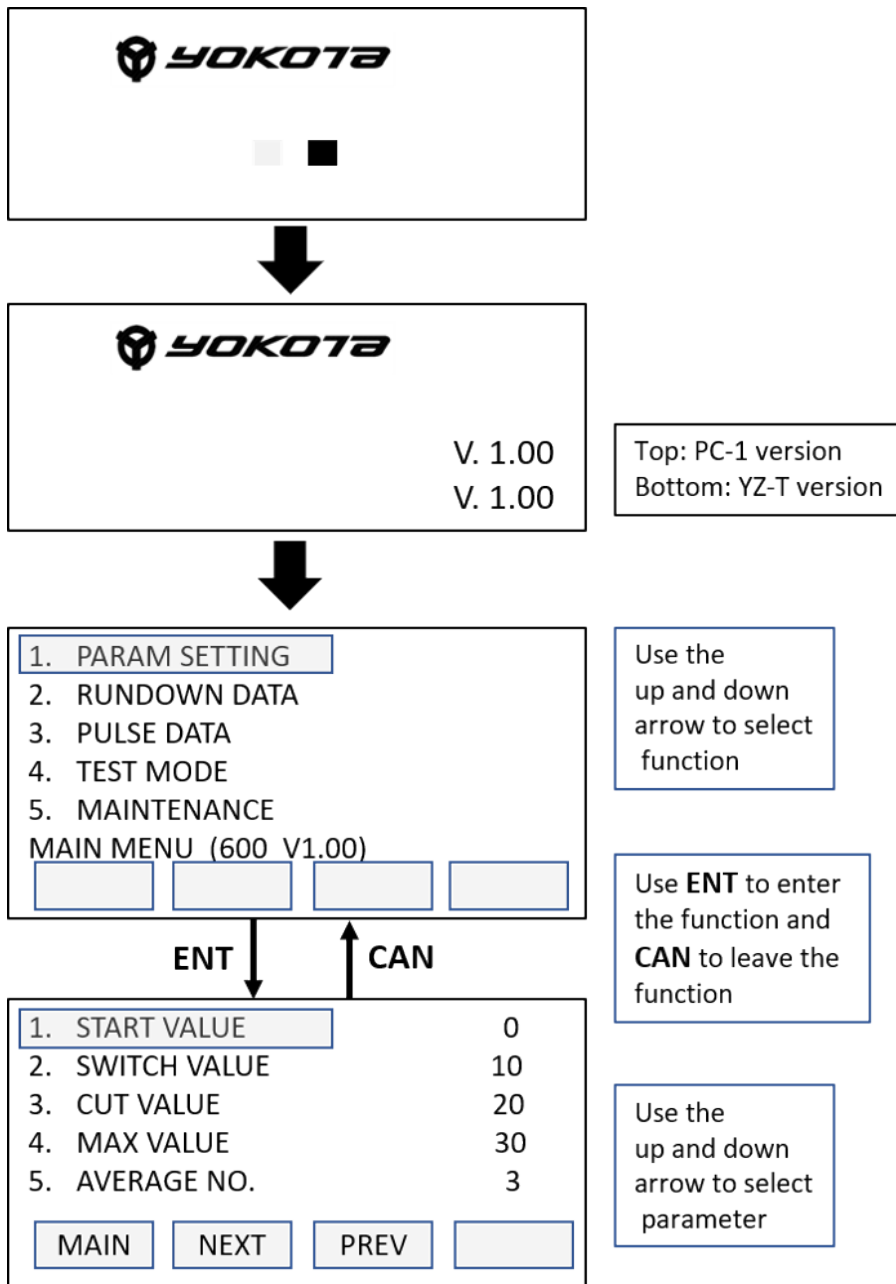 YOKOTA
YOKOTA
V. 1.00
V. 1.00
Top: PC-1 version
Bottom: YZ-T version
1. PARAM SETTING
2. RUNDOWN DATA
3. PULSE DATA
4. TEST MODE
5. MAINTENANCE
MAIN MENU (600 V1.00)
Use the
up and down
arrow to select
function
ENT
CAN
Use ENT to enter
the function and
CAN to leave the
function
1. START VALUE 0
2. SWITCH VALUE 10
3. CUT VALUE 20
4. MAX VALUE 30
5. AVERAGE NO. 3
MAIN NEXT PREV
Use the
up and down
arrow to select
parameter